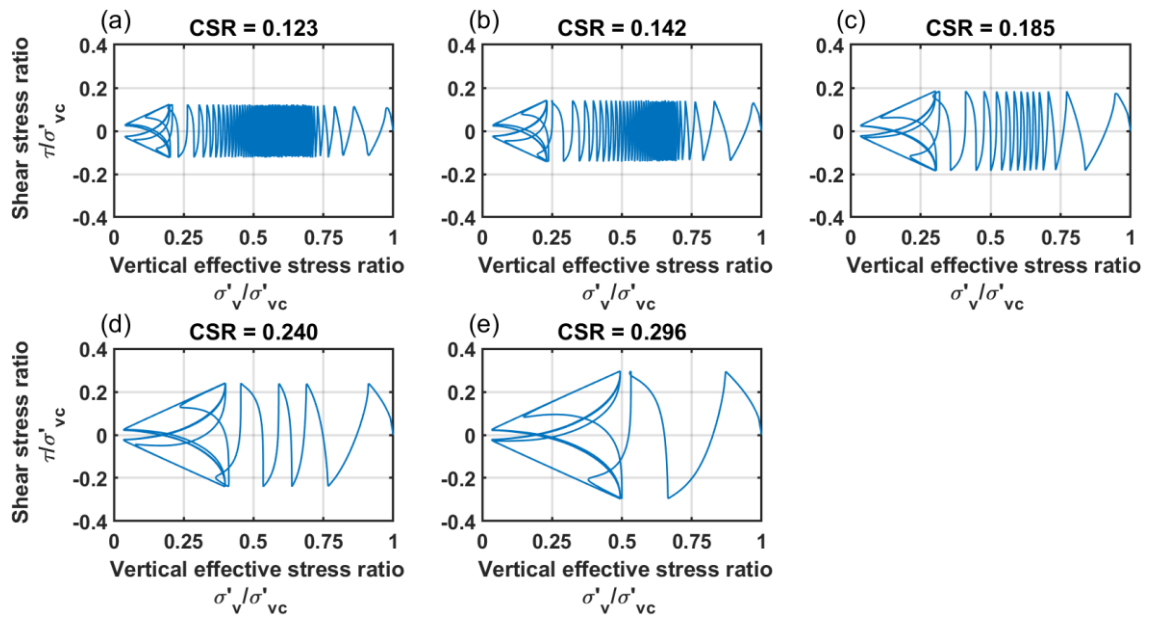 (a)
CSR = 0.123
Shear stress ratio
τ/σ'vc
0.4
0.2
0
-0.2
-0.4
0 0.25 0.5 0.75 1
Vertical effective stress ratio
σ'v/σ'vc
(b)
CSR = 0.142
0.4
0.2
0
-0.2
-0.4
0 0.25 0.5 0.75 1
Vertical effective stress ratio
σ'v/σ'vc
(c)
CSR = 0.185
0.4
0.2
0
-0.2
-0.4
0 0.25 0.5 0.75 1
Vertical effective stress ratio
σ'v/σ'vc
(d)
CSR = 0.240
Shear stress ratio
τ/σ'vc
0.4
0.2
0
-0.2
-0.4
0 0.25 0.5 0.75 1
Vertical effective stress ratio
σ'v/σ'vc
(e)
CSR = 0.296
0.4
0.2
0
-0.2
-0.4
0 0.25 0.5 0.75 1
Vertical effective stress ratio
σ'v/σ'vc